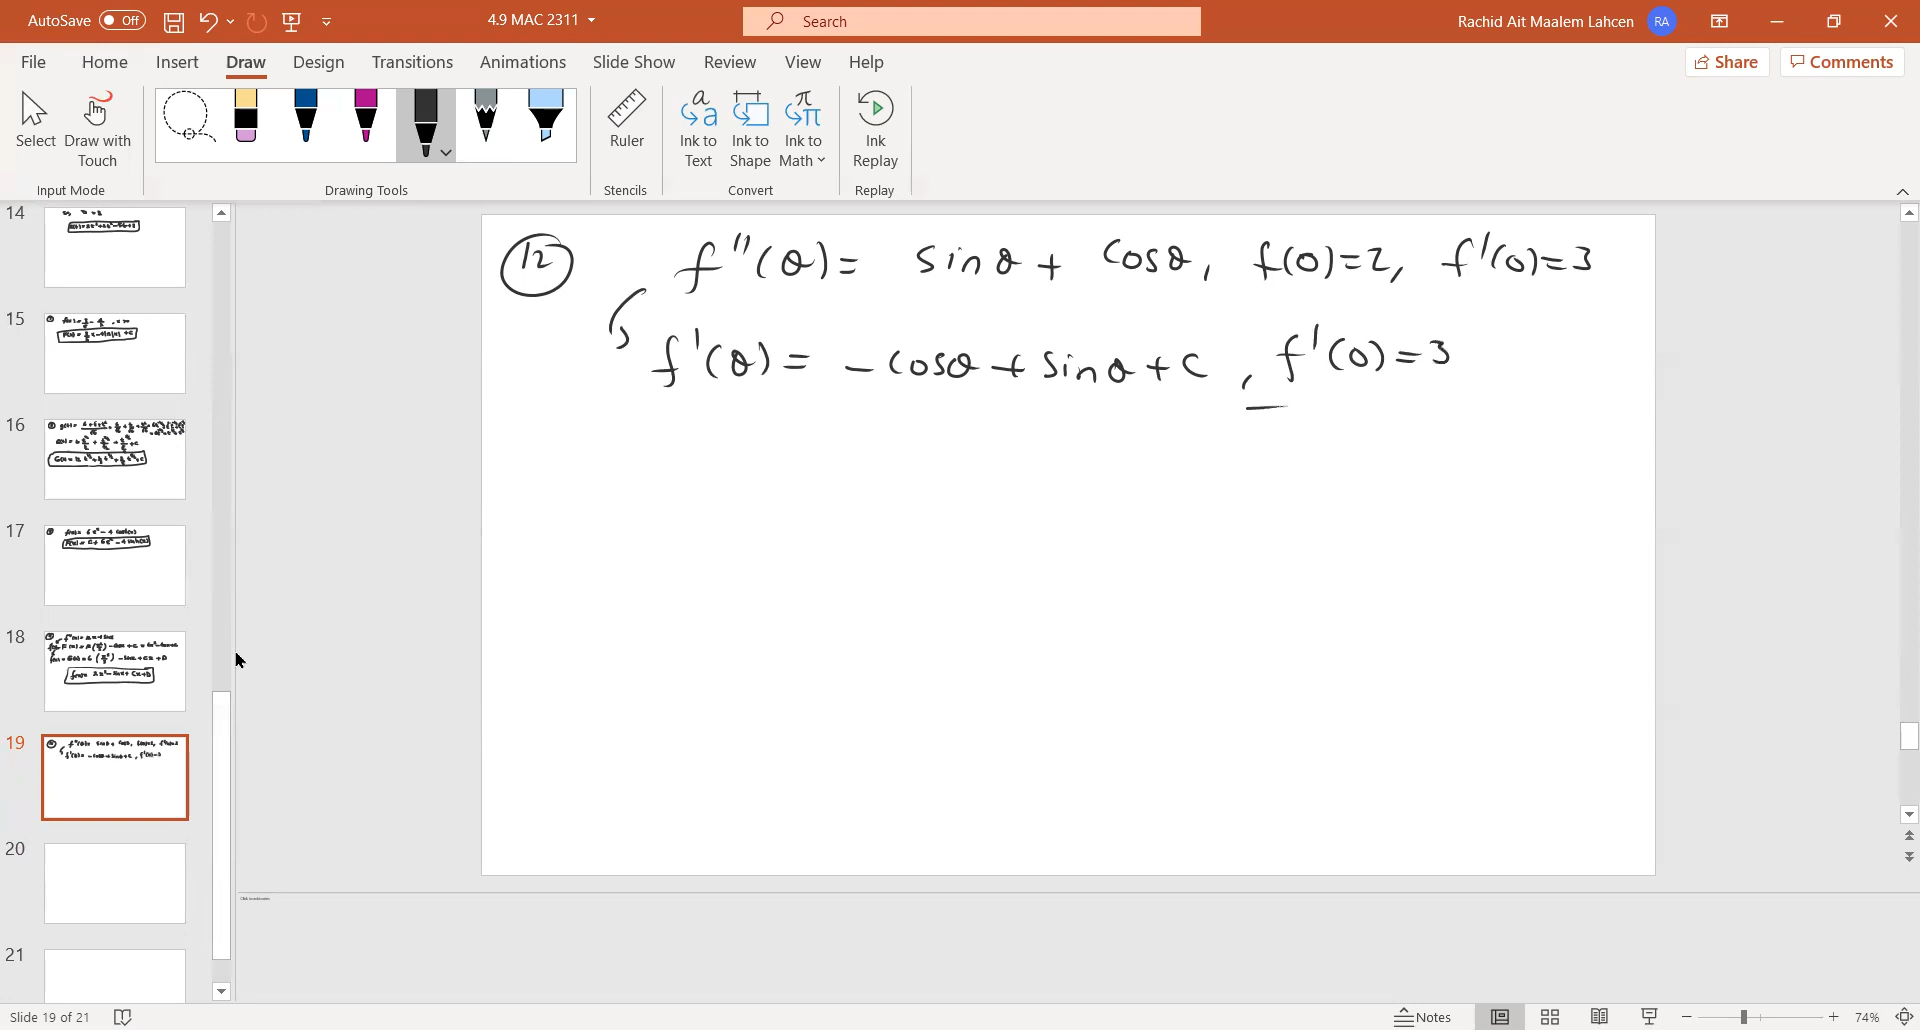 AutoSave Off 4.9 MAC 2311 Search Rachid Ait Maalem Lahcen RA
File Home Insert Draw Design Transitions Animations Slide Show Review View Help Share Comments
Select Draw with Touch Ruler Ink to Text Ink to Shape Ink to Math Ink Replay
Input Mode Drawing Tools Stencils Convert Replay
14
15
16
17
18
19
20
21
12 f''(θ) = sinθ + cosθ, f(0)=2, f'(0)=3
f'(θ) = -cosθ + sinθ + c, f'(0)=3
Slide 19 of 21 Notes 74%